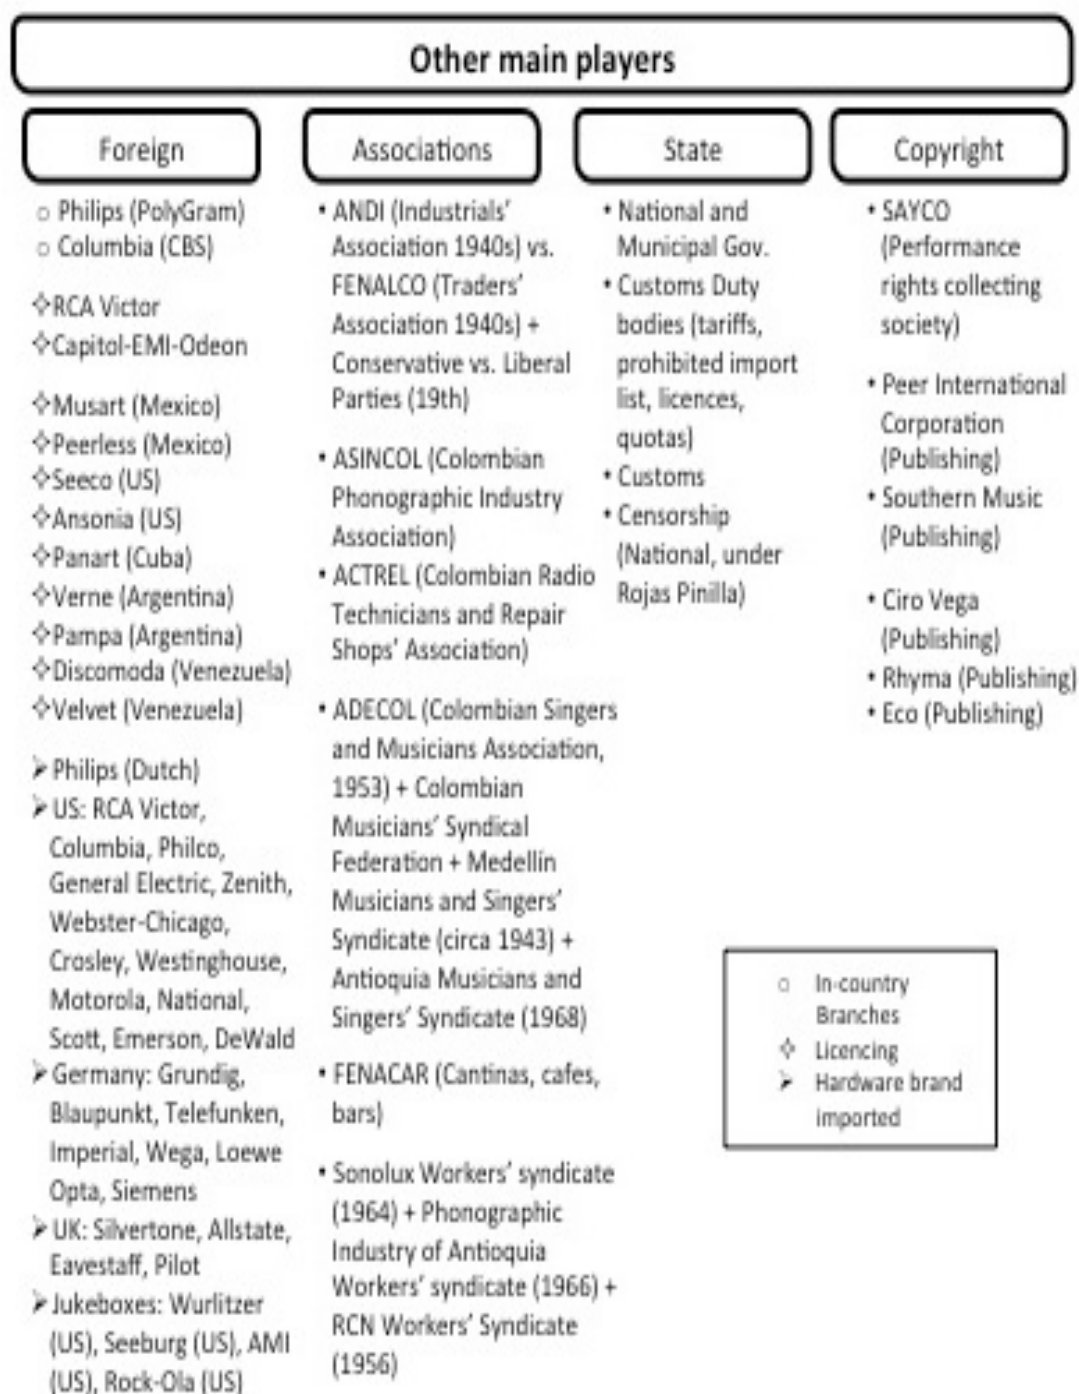 Other main players
Foreign
○ Philips (PolyGram)
○ Columbia (CBS)
✧RCA Victor
✧Capitol-EMI-Odeon
✧Musart (Mexico)
✧Peerless (Mexico)
✧Seeco (US)
✧Ansonia (US)
✧Panart (Cuba)
✧Verne (Argentina)
✧Pampa (Argentina)
✧Discomoda (Venezuela)
✧Velvet (Venezuela)
➢Philips (Dutch)
➢US: RCA Victor,
Columbia, Philco,
General Electric, Zenith,
Webster-Chicago,
Crosley, Westinghouse,
Motorola, National,
Scott, Emerson, DeWald
➢Germany: Grundig,
Blaupunkt, Telefunken,
Imperial, Wega, Loewe
Opta, Siemens
➢UK: Silvertone, Allstate,
Eavestaff, Pilot
➢Jukeboxes: Wurlitzer
(US), Seeburg (US), AMI
(US), Rock-Ola (US)
Associations
• ANDI (Industrials'
Association 1940s) vs.
FENALCO (Traders'
Association 1940s) +
Conservative vs. Liberal
Parties (19th)
• ASINCOL (Colombian
Phonographic Industry
Association)
• ACTREL (Colombian Radio
Technicians and Repair
Shops' Association)
• ADECOL (Colombian Singers
and Musicians Association,
1953) + Colombian
Musicians' Syndical
Federation + Medellin
Musicians and Singers'
Syndicate (circa 1943) +
Antioquia Musicians and
Singers' Syndicate (1968)
• FENACAR (Cantinas, cafes,
bars)
• Sonolux Workers' syndicate
(1964) + Phonographic
Industry of Antioquia
Workers' syndicate (1966) +
RCN Workers' Syndicate
(1956)
State
• National and
Municipal Gov.
• Customs Duty
bodies (tariffs,
prohibited import
list, licences,
quotas)
• Customs
• Censorship
(National, under
Rojas Pinilla)
Copyright
• SAYCO
(Performance
rights collecting
society)
• Peer International
Corporation
(Publishing)
• Southern Music
(Publishing)
• Ciro Vega
(Publishing)
• Rhyma (Publishing)
• Eco (Publishing)
○ In-country
Branches
✧ Licencing
➢ Hardware brand
imported